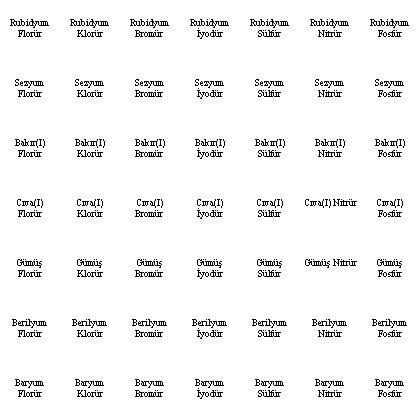 Rubidyum Rubidyum Rubidyum Rubidyum Rubidyum Rubidyum Rubidyum
Florür Klorür Bromür İyodür Sülfür Nitrür Fosfür
Sezyum Sezyum Sezyum Sezyum Sezyum Sezyum Sezyum
Florür Klorür Bromür İyodür Sülfür Nitrür Fosfür
Bakır(I) Bakır(I) Bakır(I) Bakır(I) Bakır(I) Bakır(I) Bakır(I)
Florür Klorür Bromür İyodür Sülfür Nitrür Fosfür
Cıva(I) Cıva(I) Cıva(I) Cıva(I) Cıva(I) Cıva(I) Nitrür Cıva(I)
Florür Klorür Bromür İyodür Sülfür Fosfür
Gümüş Gümüş Gümüş Gümüş Gümüş Gümüş Nitrür Gümüş
Florür Klorür Bromür İyodür Sülfür Fosfür
Berilyum Berilyum Berilyum Berilyum Berilyum Berilyum Berilyum
Florür Klorür Bromür İyodür Sülfür Nitrür Fosfür
Baryum Baryum Baryum Baryum Baryum Baryum Baryum
Florür Klorür Bromür İyodür Sülfür Nitrür Fosfür